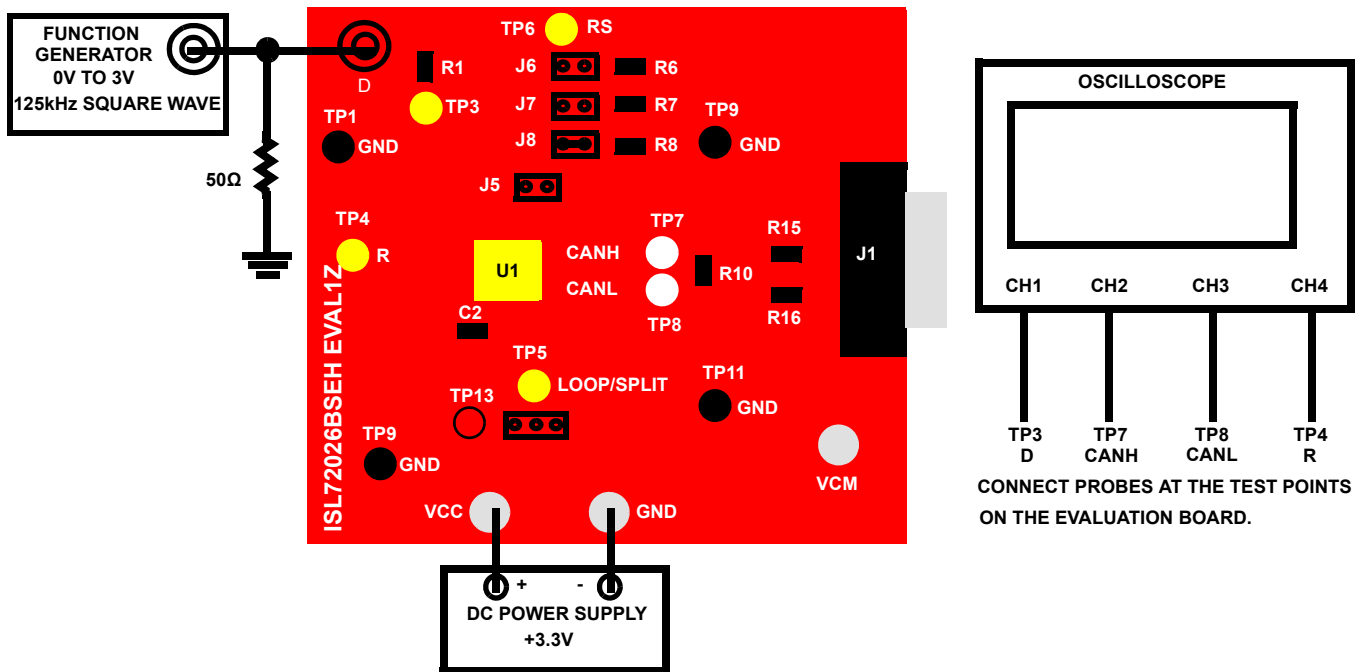 FUNCTION
GENERATOR
0V TO 3V
125kHz SQUARE WAVE
50Ω
D
R1
TP3
TP1
GND
TP4
R
TP6
RS
J6
R6
J7
R7
J8
R8
J5
TP9
GND
U1
C2
CANH
CANL
TP7
TP8
R10
R15
R16
J1
ISL72026BSEH EVAL1Z
TP5
LOOP/SPLIT
TP13
TP9
GND
TP11
GND
VCM
VCC
GND
+ -
DC POWER SUPPLY
+3.3V
OSCILLOSCOPE
CH1 CH2 CH3 CH4
TP3 TP7 TP8 TP4
D CANH CANL R
CONNECT PROBES AT THE TEST POINTS
ON THE EVALUATION BOARD.